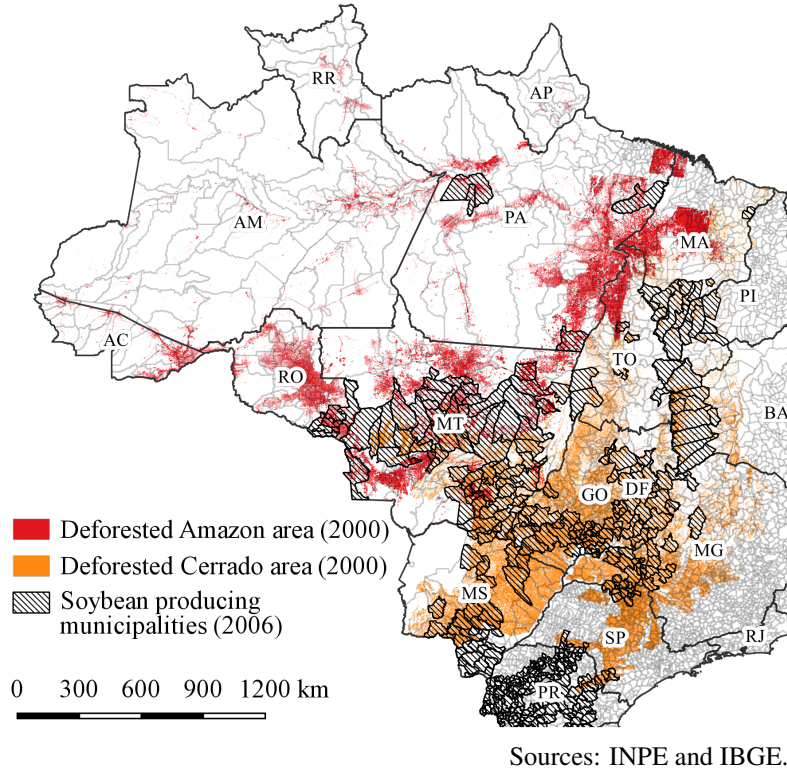 RR
AP
AM
PA
MA
PI
AC
TO
RO
BA
MT
GO
DF
Deforested Amazon area (2000)
Deforested Cerrado area (2000)
MG
Soybean producing
municipalities (2006)
MS
SP
RJ
0 300 600 900 1200 km
PR
Sources: INPE and IBGE.